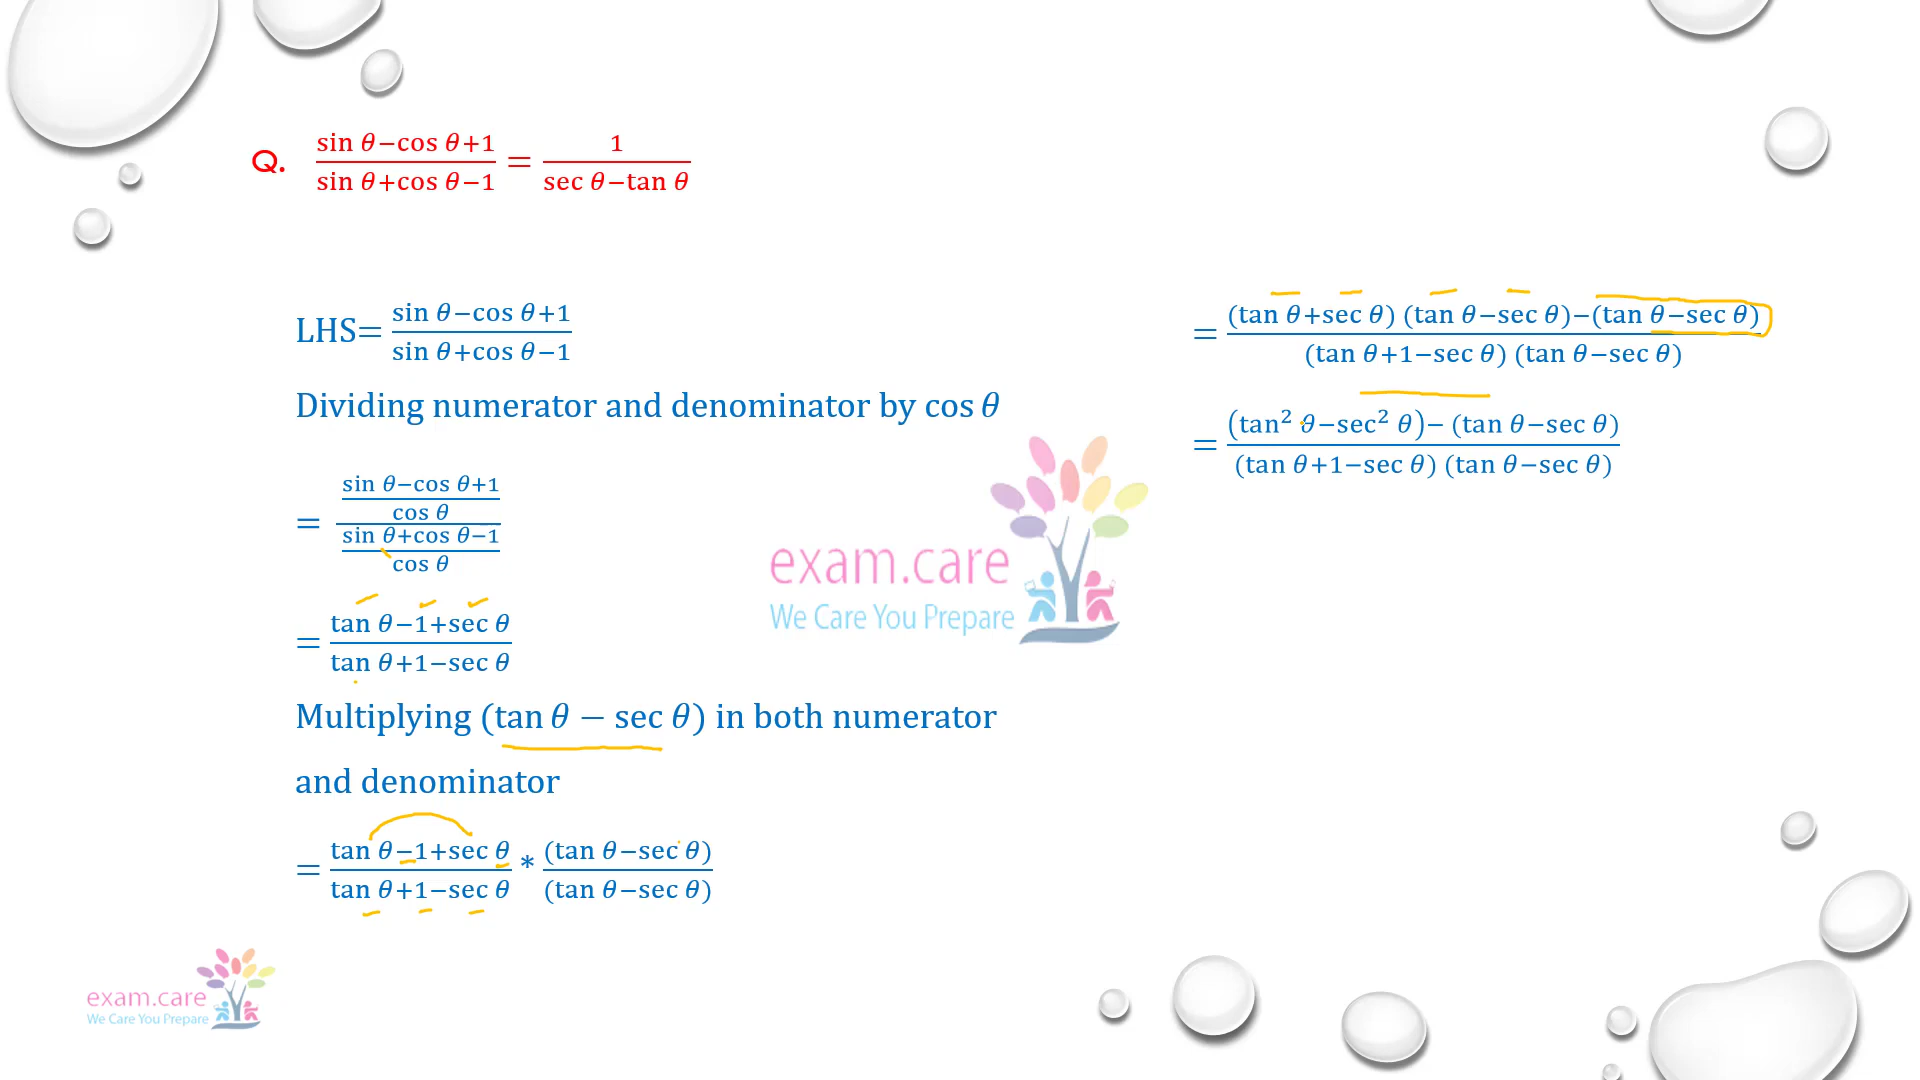 Q. (sin θ−cos θ+1)/(sin θ+cos θ−1) = 1/(sec θ−tan θ)
LHS= (sin θ−cos θ+1)/(sin θ+cos θ−1)
Dividing numerator and denominator by cos θ
= ((sin θ−cos θ+1)/(cos θ))/((sin θ+cos θ−1)/(cos θ))
= (tan θ−1+sec θ)/(tan θ+1−sec θ)
Multiplying (tan θ − sec θ) in both numerator
and denominator
= (tan θ−1+sec θ)/(tan θ+1−sec θ) * (tan θ−sec θ)/(tan θ−sec θ)
= ((tan θ+sec θ) (tan θ−sec θ)−(tan θ−sec θ))/((tan θ+1−sec θ) (tan θ−sec θ))
= ((tan² θ−sec² θ)− (tan θ−sec θ))/((tan θ+1−sec θ) (tan θ−sec θ))
exam.care
We Care You Prepare
exam.care
We Care You Prepare